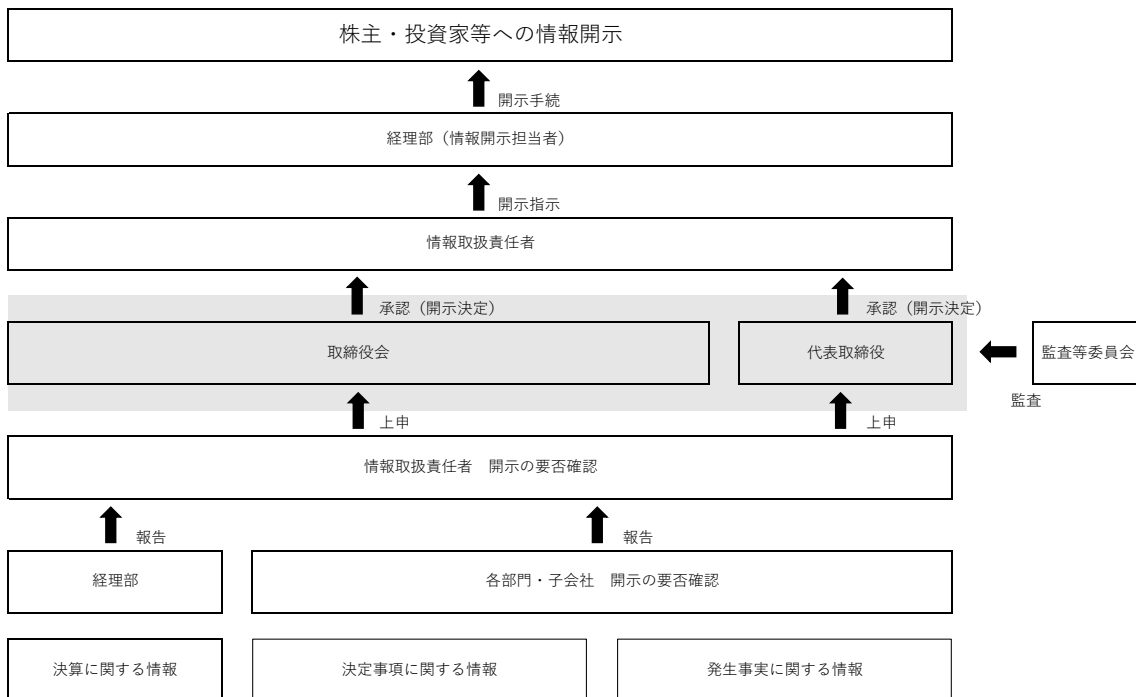 株主・投資家等への情報開示
開示手続
経理部（情報開示担当者）
開示指示
情報取扱責任者
承認（開示決定）
承認（開示決定）
取締役会
代表取締役
監査等委員会
監査
上申
上申
情報取扱責任者　開示の要否確認
報告
報告
経理部
各部門・子会社　開示の要否確認
決算に関する情報
決定事項に関する情報
発生事実に関する情報